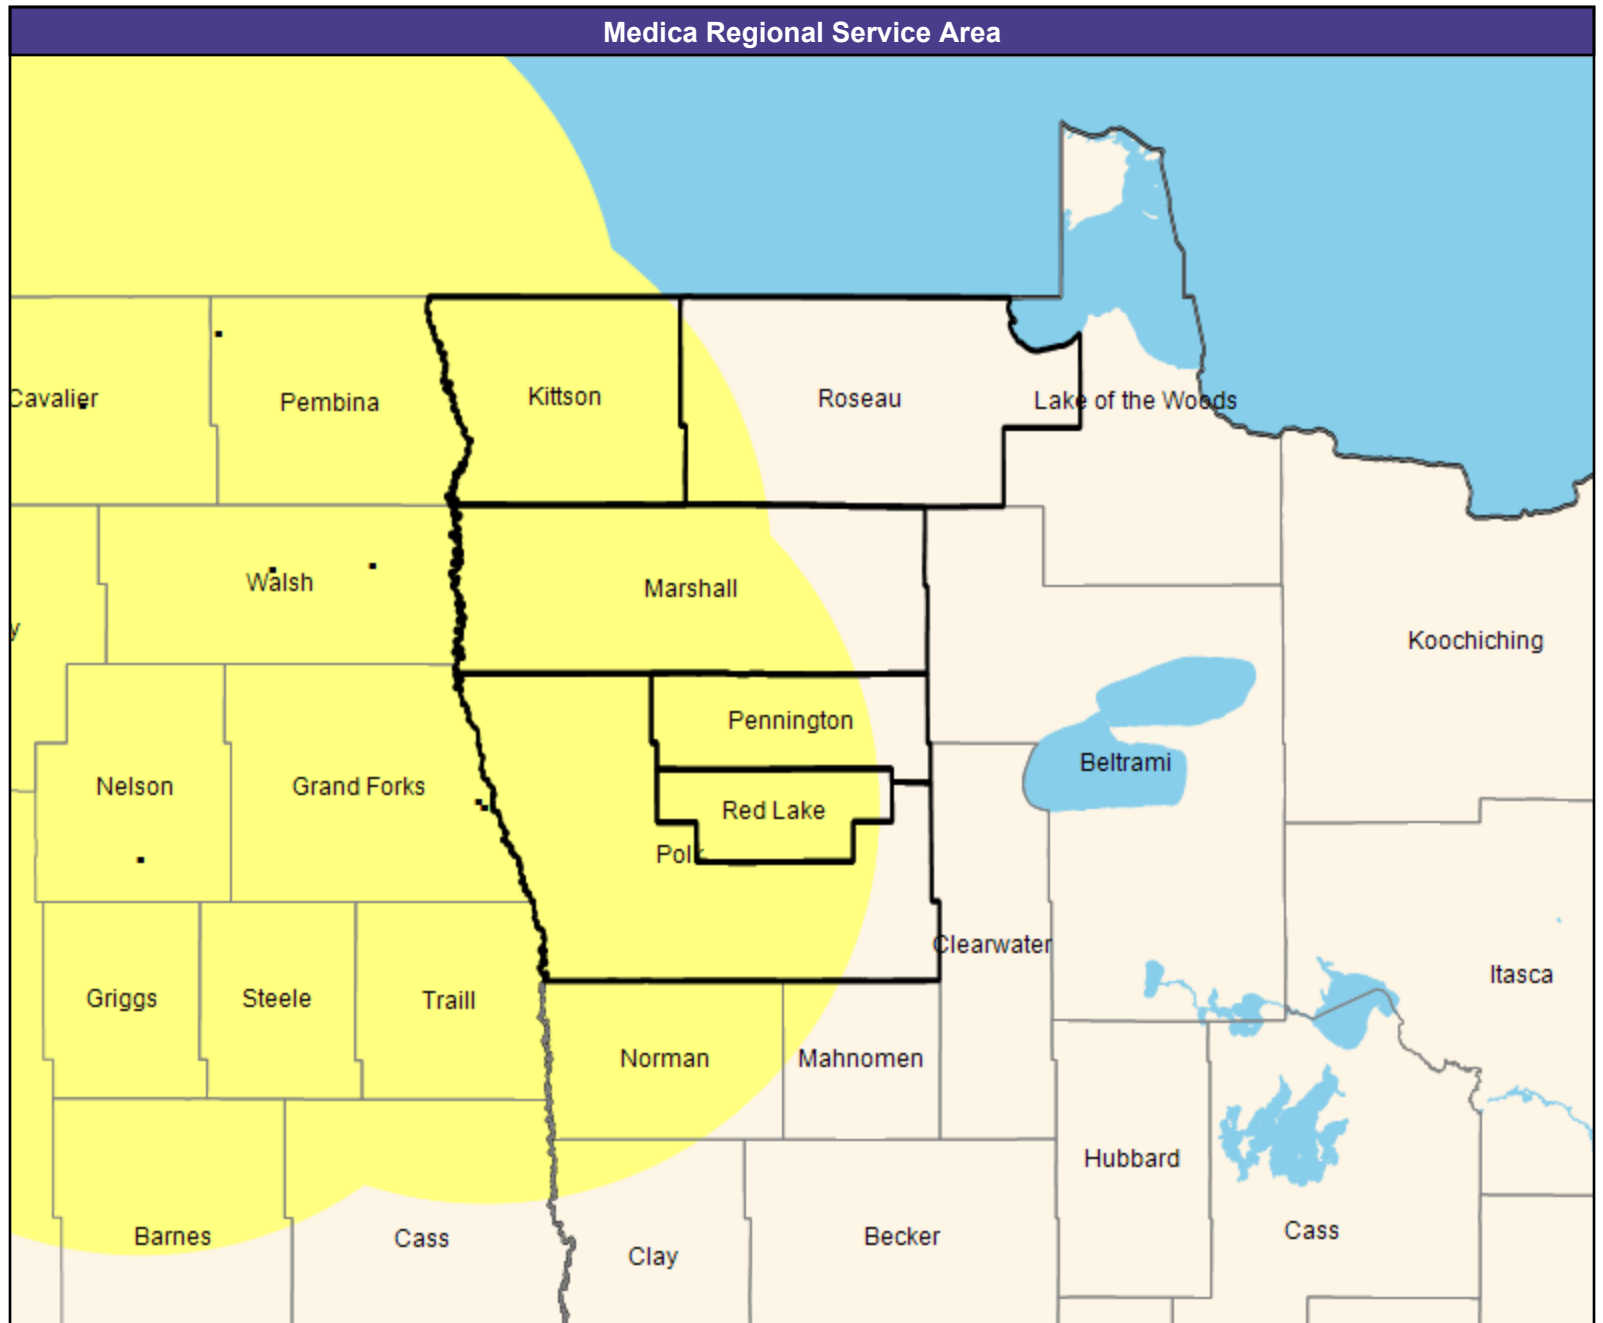 Medica Regional Service Area
Cavalier
Pembina
Kittson
Roseau
Lake of the Woods
Walsh
Marshall
y
Koochiching
Pennington
Beltrami
Nelson
Grand Forks
Red Lake
Polk
Clearwater
Griggs
Steele
Traill
Itasca
Norman
Mahnomen
Hubbard
Barnes
Cass
Clay
Becker
Cass